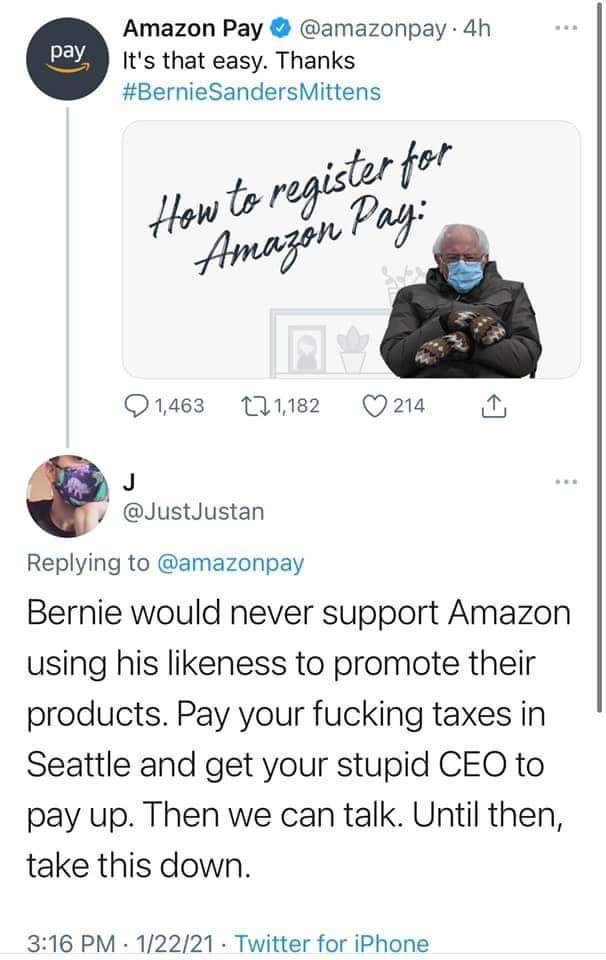 pay
Amazon Pay @amazonpay · 4h
It's that easy. Thanks
#BernieSandersMittens
How to register for
Amazon Pay:
1,463 1,182 214
J
@JustJustan
Replying to @amazonpay
Bernie would never support Amazon
using his likeness to promote their
products. Pay your fucking taxes in
Seattle and get your stupid CEO to
pay up. Then we can talk. Until then,
take this down.
3:16 PM · 1/22/21 · Twitter for iPhone